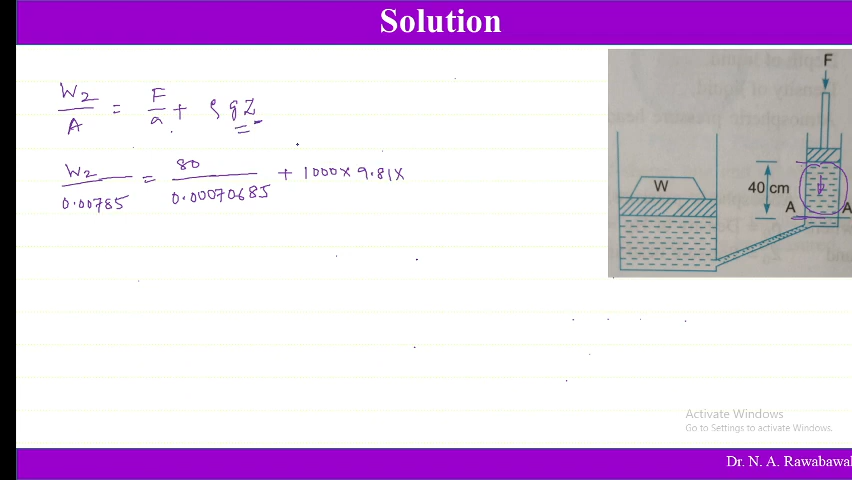 Solution
W2/A = F/a + ρgZ
W2/0.00785 = 80/0.00070685 + 1000 × 9.81 ×
F
W
40 cm
A A
Activate Windows
Go to Settings to activate Windows.
Dr. N. A. Rawabawal